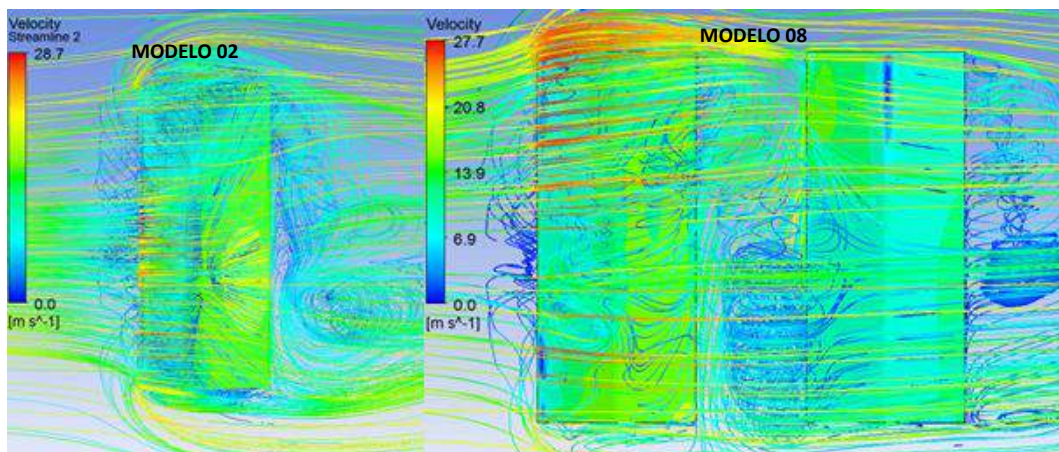 Velocity
Streamline 2
28.7
MODELO 02
0.0
[m s^-1]
Velocity
27.7
MODELO 08
20.8
13.9
6.9
0.0
[m s^-1]